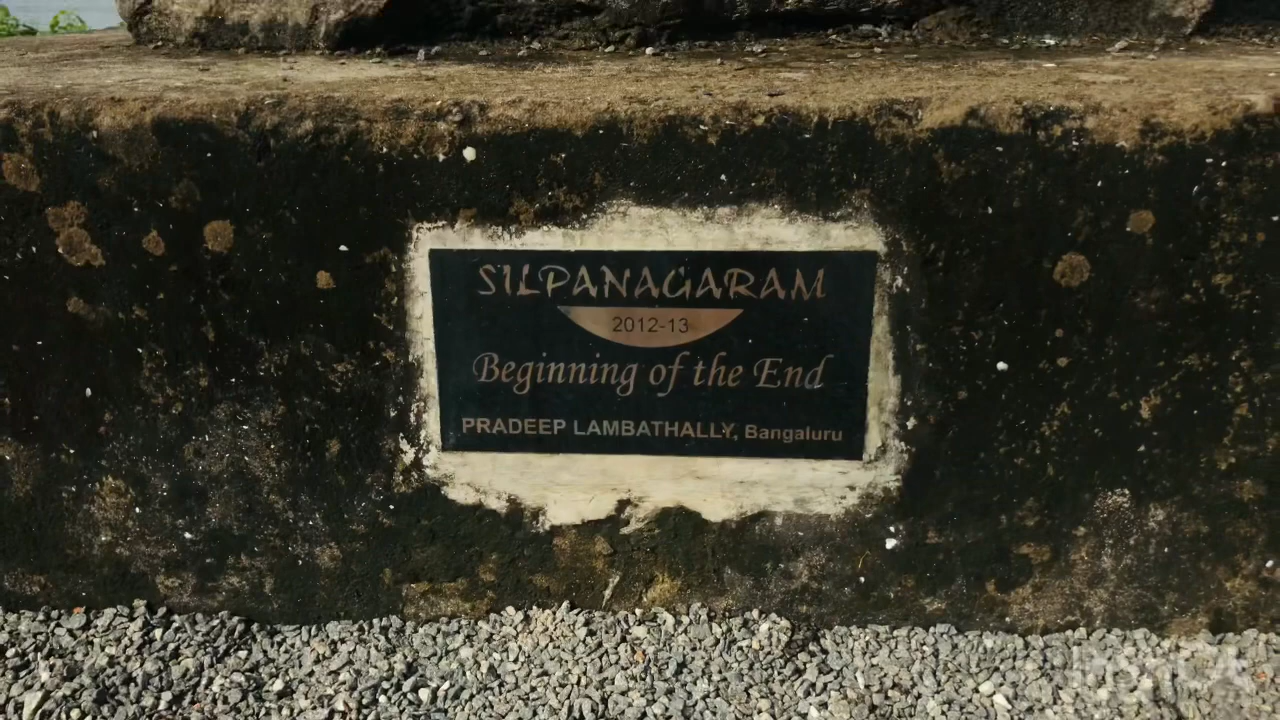 SILPANAGARAM
2012-13
Beginning of the End
PRADEEP LAMBATHALLY, Bangaluru